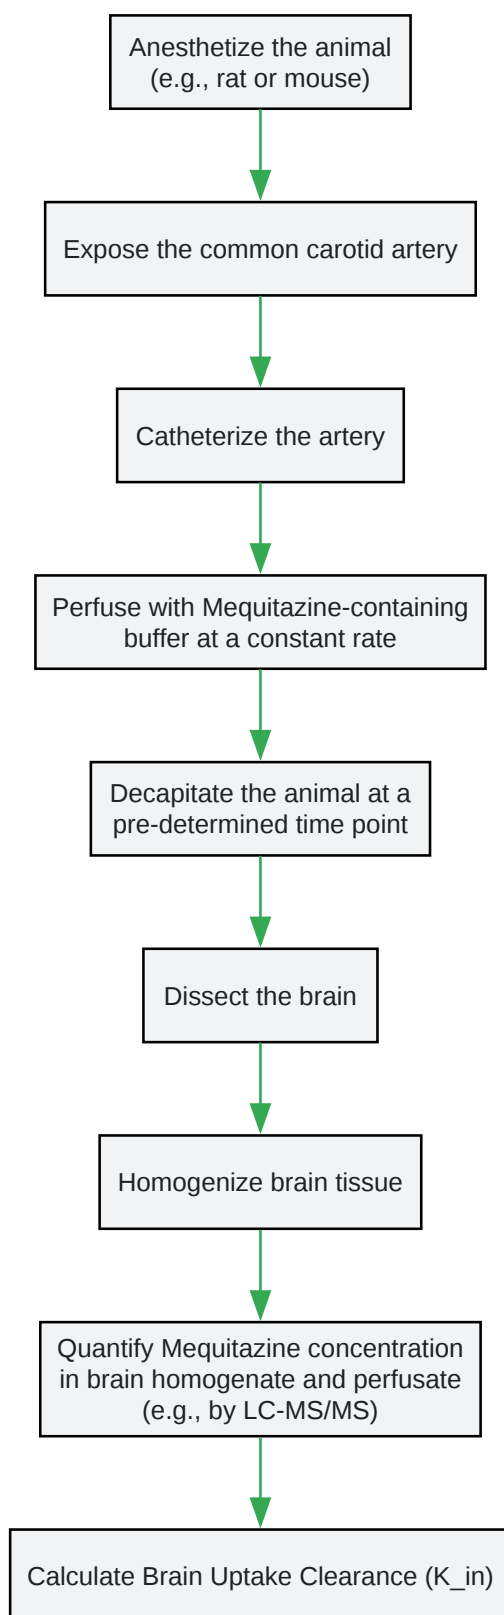 Anesthetize the animal
(e.g., rat or mouse)
Expose the common carotid artery
Catheterize the artery
Perfuse with Mequitazine-containing
buffer at a constant rate
Decapitate the animal at a
pre-determined time point
Dissect the brain
Homogenize brain tissue
Quantify Mequitazine concentration
in brain homogenate and perfusate
(e.g., by LC-MS/MS)
Calculate Brain Uptake Clearance (K_in)